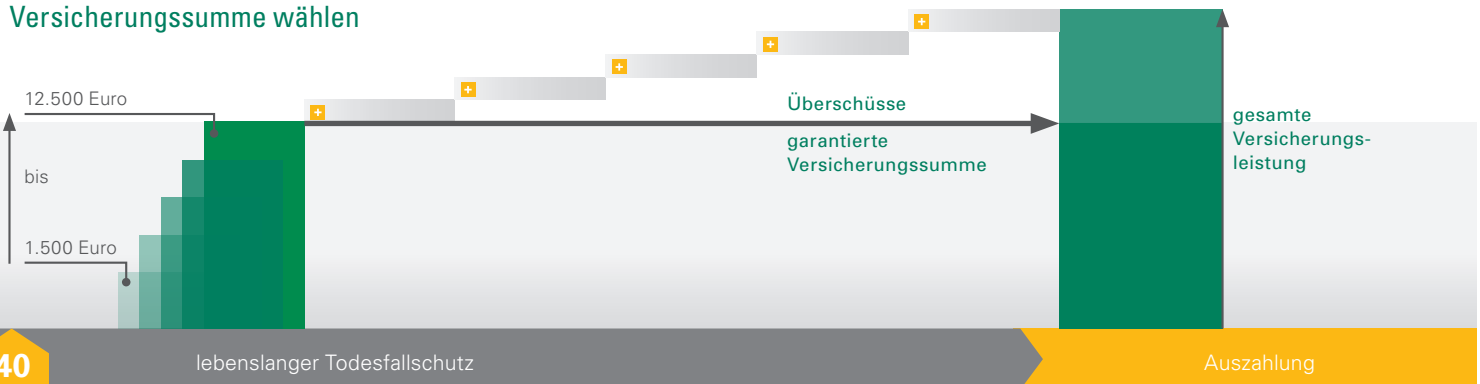 Versicherungssumme wählen
12.500 Euro
bis
1.500 Euro
+
+
+
+
+
Überschüsse
garantierte
Versicherungssumme
gesamte
Versicherungs-
leistung
40
lebenslanger Todesfallschutz
Auszahlung